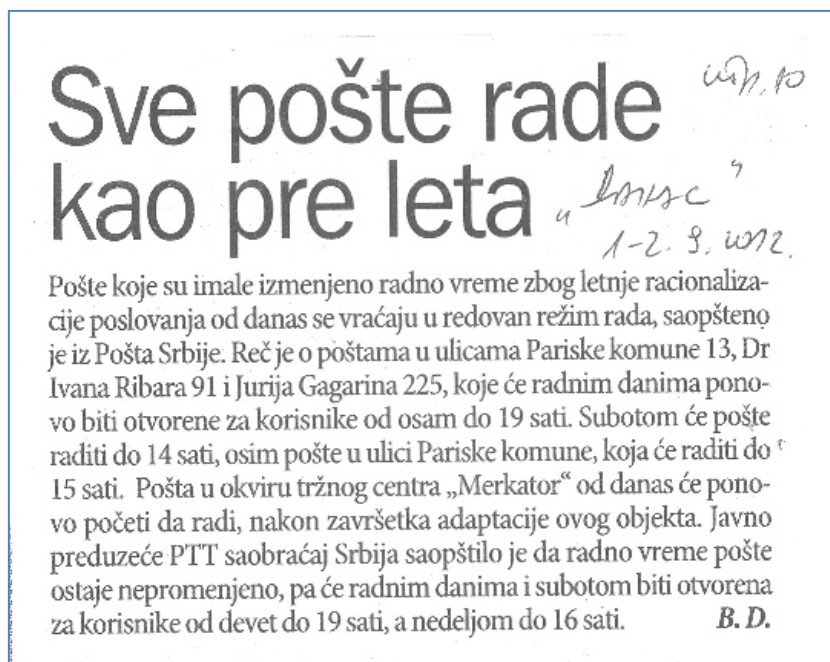 Sve pošte rade
kao pre leta
„Danas”
1-2. 9. 2012.
Pošte koje su imale izmenjeno radno vreme zbog letnje racionaliza-
cije poslovanja od danas se vraćaju u redovan režim rada, saopšteno
je iz Pošta Srbije. Reč je o poštama u ulicama Pariske komune 13, Dr
Ivana Ribara 91 i Jurija Gagarina 225, koje će radnim danima pono-
vo biti otvorene za korisnike od osam do 19 sati. Subotom će pošte
raditi do 14 sati, osim pošte u ulici Pariske komune, koja će raditi do
15 sati. Pošta u okviru tržnog centra „Merkator“ od danas će pono-
vo početi da radi, nakon završetka adaptacije ovog objekta. Javno
preduzeće PTT saobraćaj Srbija saopštilo je da radno vreme pošte
ostaje nepromenjeno, pa će radnim danima i subotom biti otvorena
za korisnike od devet do 19 sati, a nedeljom do 16 sati. B. D.